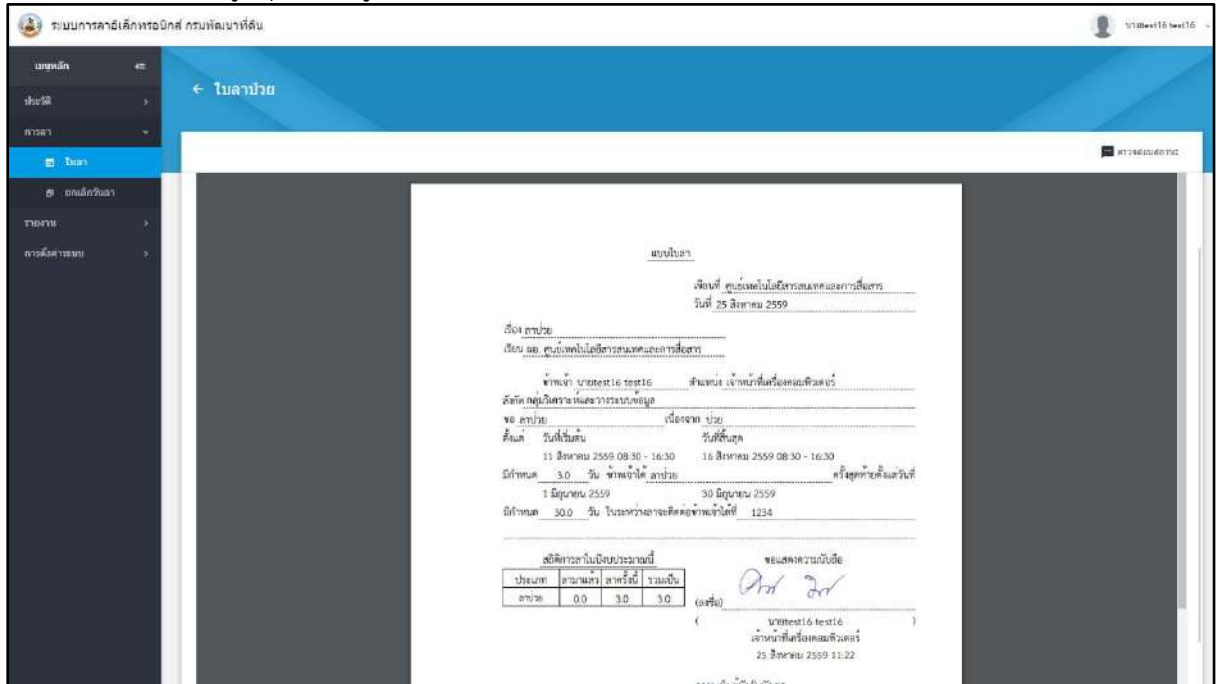 ระบบการลาอิเล็กทรอนิกส์ กรมพัฒนาที่ดิน
นายtest16 test16
เมนูหลัก
ประวัติ
การลา
ใบลา
ยกเลิกวันลา
รายงาน
การตั้งค่าระบบ
← ใบลาป่วย
ตรวจสอบสถานะ
แบบใบลา
เขียนที่ ศูนย์เทคโนโลยีสารสนเทศและการสื่อสาร
วันที่ 25 สิงหาคม 2559
เรื่อง ลาป่วย
เรียน ผอ. ศูนย์เทคโนโลยีสารสนเทศและการสื่อสาร
ข้าพเจ้า นายtest16 test16 ตำแหน่ง เจ้าหน้าที่เครื่องคอมพิวเตอร์
สังกัด กลุ่มวิเคราะห์และวางระบบข้อมูล
ขอ ลาป่วย เนื่องจาก ป่วย
ตั้งแต่ วันที่เริ่มต้น วันที่สิ้นสุด
11 สิงหาคม 2559 08:30 - 16:30 16 สิงหาคม 2559 08:30 - 16:30
มีกำหนด 3.0 วัน ข้าพเจ้าได้ ลาป่วย ครั้งสุดท้ายตั้งแต่วันที่
1 มิถุนายน 2559 30 มิถุนายน 2559
มีกำหนด 30.0 วัน ในระหว่างลาจะติดต่อข้าพเจ้าได้ที่ 1234
สถิติการลาในปีงบประมาณนี้
ประเภท ลามาแล้ว ลาครั้งนี้ รวมเป็น
ลาป่วย 0.0 3.0 3.0
ขอแสดงความนับถือ
(ลงชื่อ)
( นายtest16 test16 )
เจ้าหน้าที่เครื่องคอมพิวเตอร์
25 สิงหาคม 2559 11:22